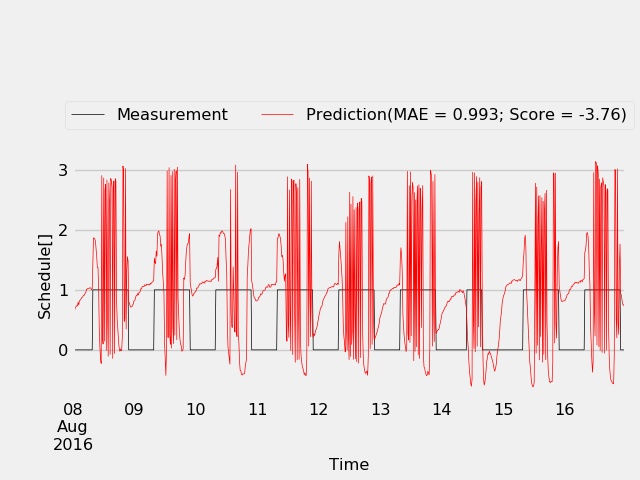 Measurement
Prediction(MAE = 0.993; Score = -3.76)
3
2
1
0
Schedule[]
08 09 10 11 12 13 14 15 16
Aug
2016
Time